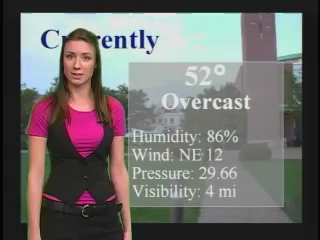 Currently
52°
Overcast
Humidity: 86%
Wind: NE 12
Pressure: 29.66
Visibility: 4 mi